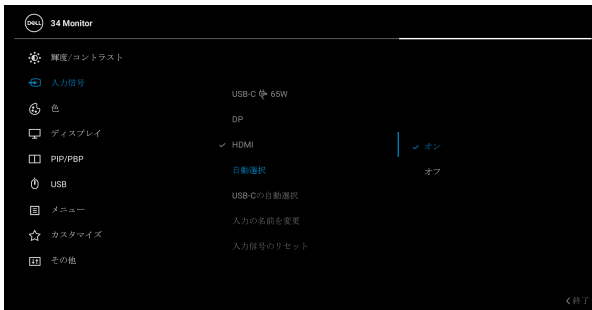 DELL 34 Monitor
輝度/コントラスト
入力信号
色
ディスプレイ
PIP/PBP
USB
メニュー
カスタマイズ
その他
USB-C 65W
DP
HDMI
自動選択
USB-Cの自動選択
入力の名前を変更
入力信号のリセット
オン
オフ
終了